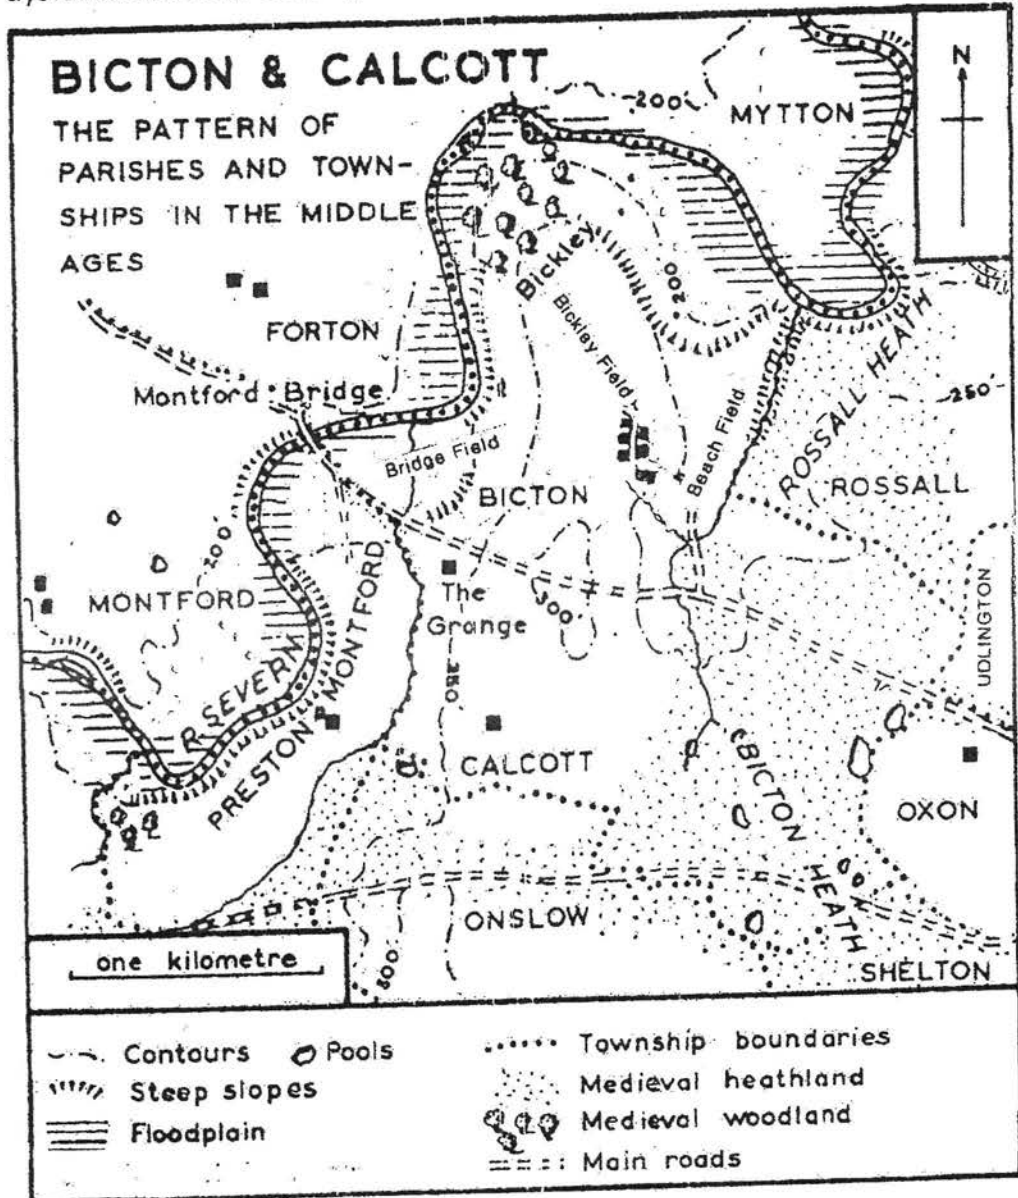 BICTON & CALCOTT
THE PATTERN OF
PARISHES AND TOWN-
SHIPS IN THE MIDDLE
AGES
N
200'
MYTTON
Bickley
200
FORTON
Montford Bridge
Bickley Field
Beach Field
ROSSALL HEATH
250'
ROSSALL
Bridge Field
BICTON
200'
MONTFORD
The
Grange
300
UDLINGTON
R. SEVERN
PRESTON MONTFORD
250
CALCOTT
BICTON HEATH
OXON
ONSLOW
SHELTON
300
one kilometre
Contours
Pools
Steep slopes
Floodplain
Township boundaries
Medieval heathland
Medieval woodland
Main roads